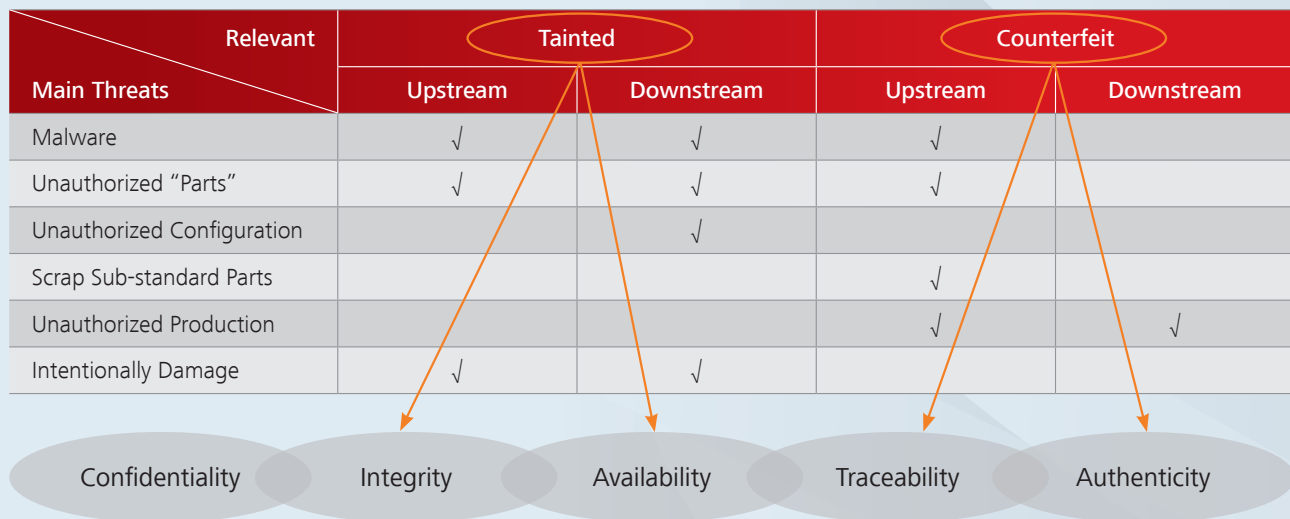 Relevant Tainted Counterfeit
Main Threats Upstream Downstream Upstream Downstream
Malware √ √ √
Unauthorized “Parts” √ √ √
Unauthorized Configuration √
Scrap Sub-standard Parts √
Unauthorized Production √ √
Intentionally Damage √ √
Confidentiality Integrity Availability Traceability Authenticity